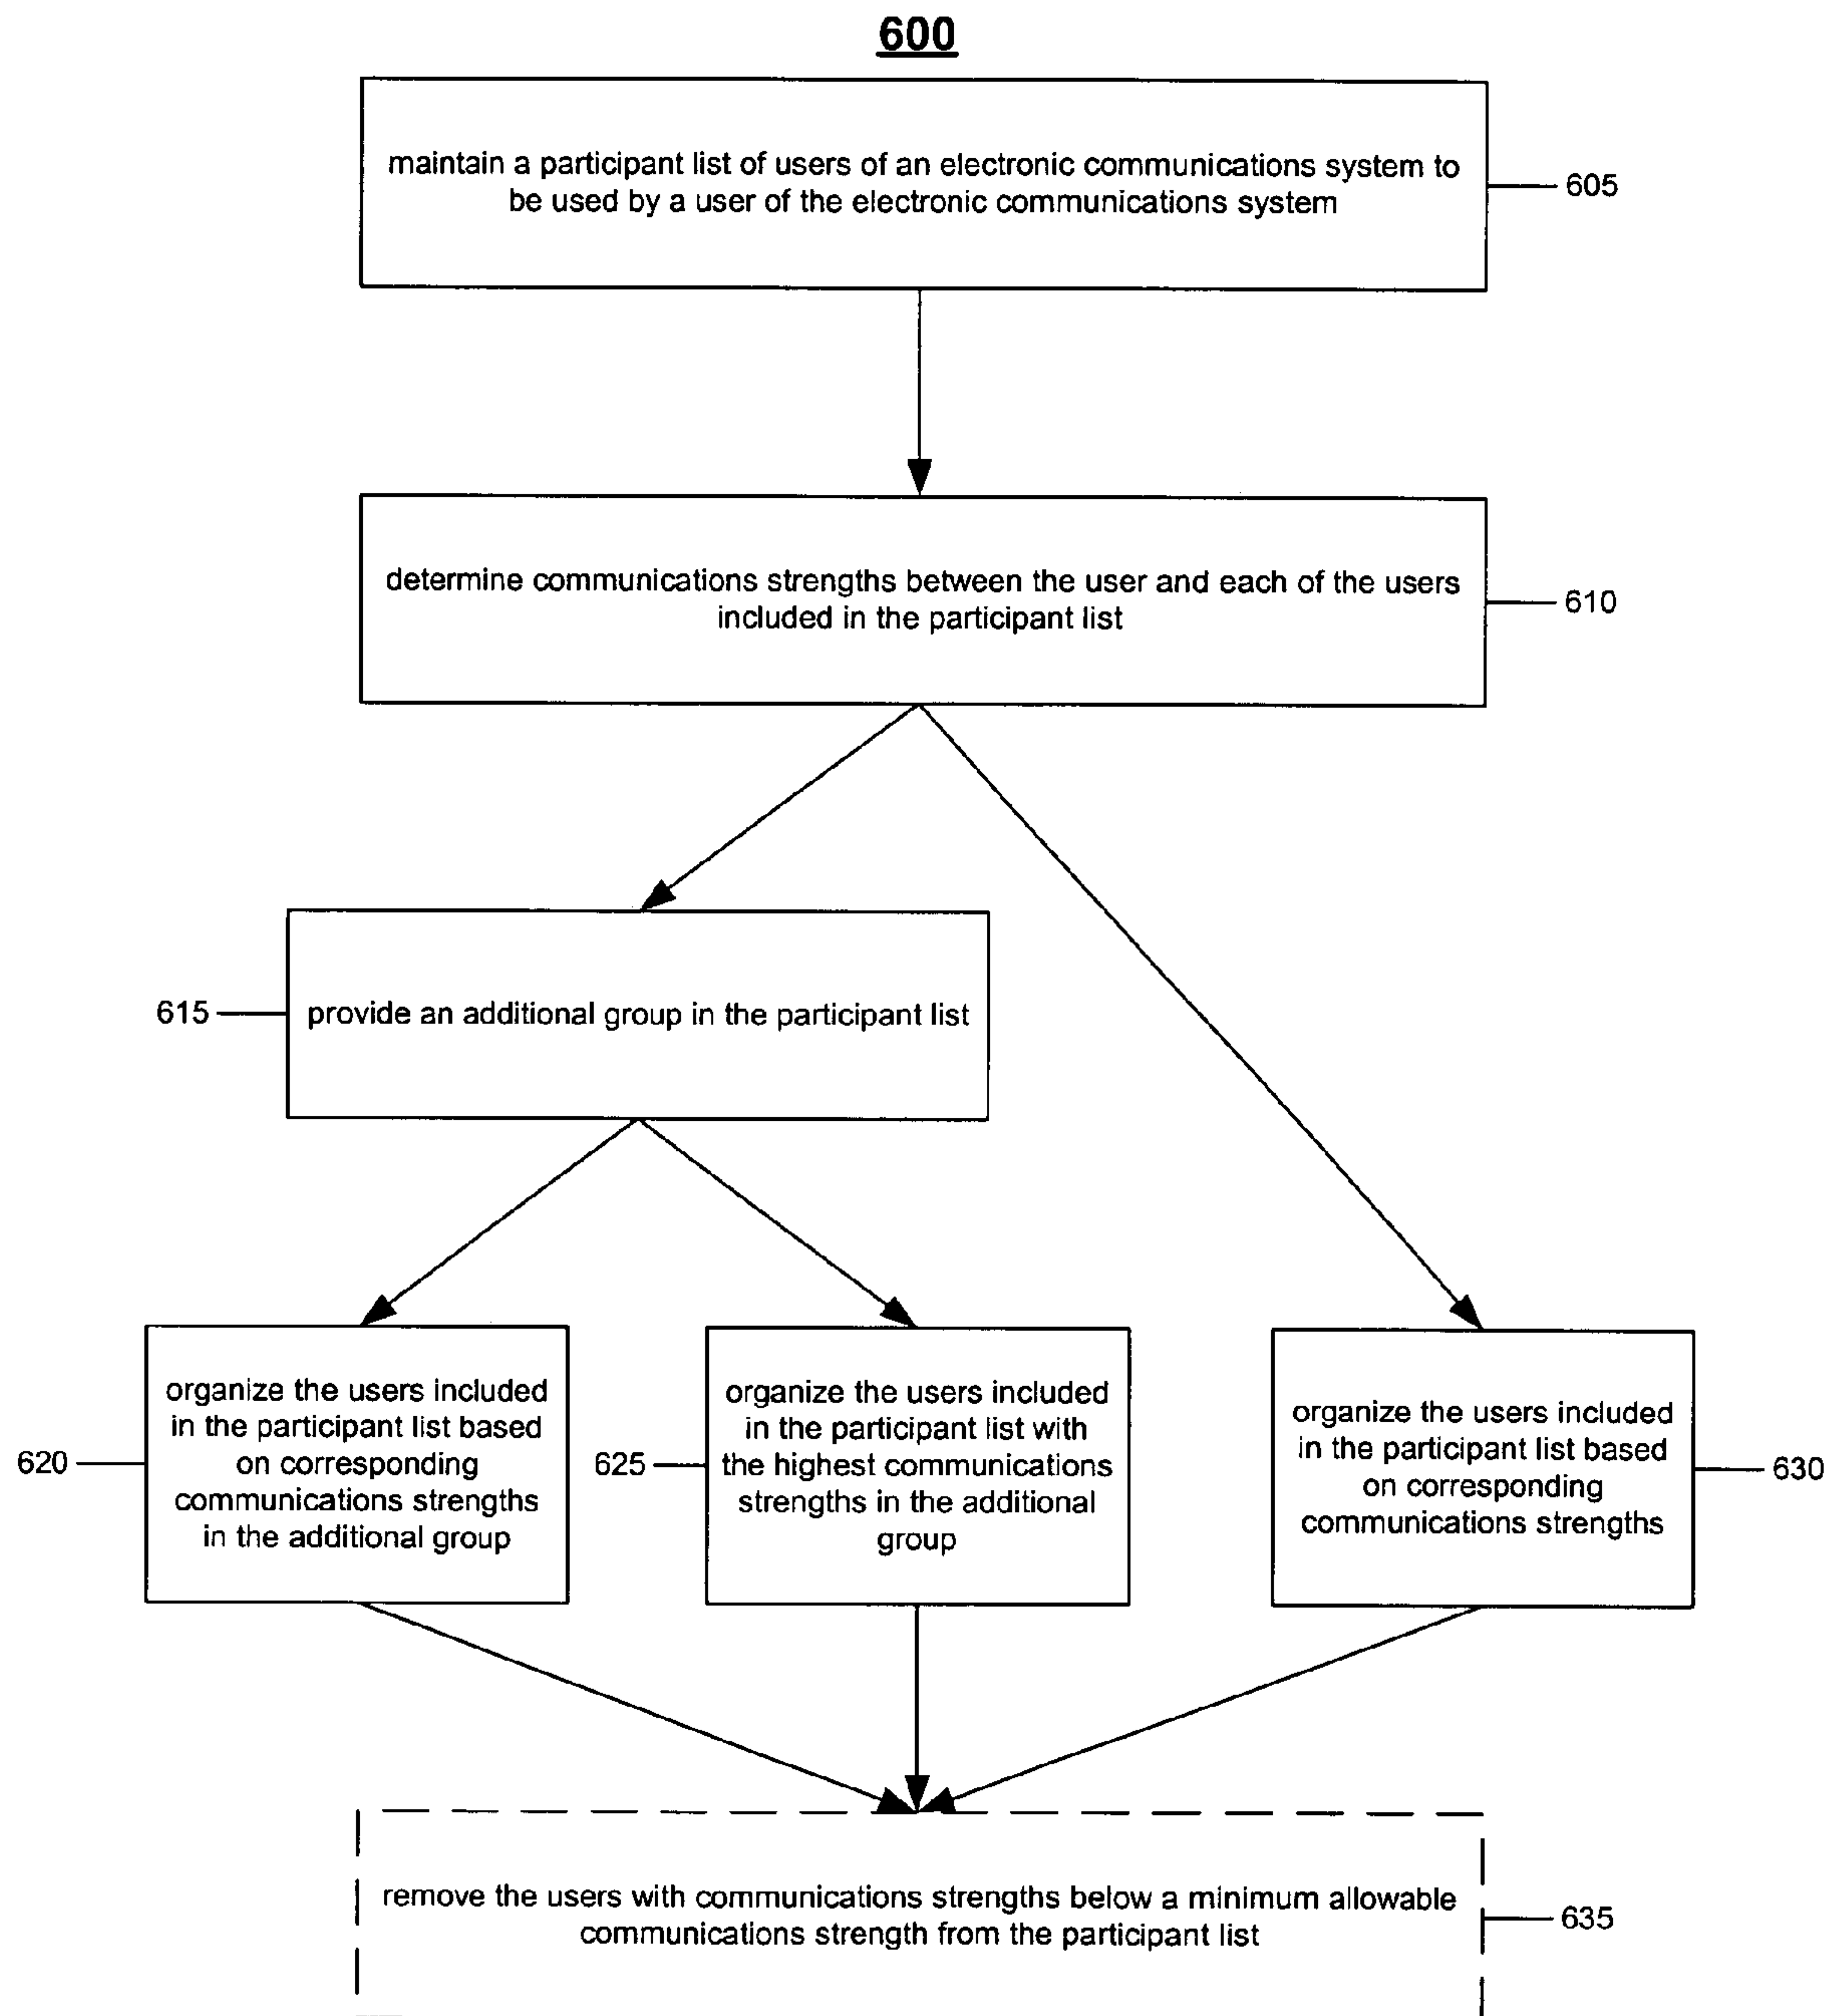 600
maintain a participant list of users of an electronic communications system to
be used by a user of the electronic communications system
605
determine communications strengths between the user and each of the users
included in the participant list
610
615
provide an additional group in the participant list
620
organize the users included
in the participant list based
on corresponding
communications strengths
in the additional group
625
organize the users included
in the participant list with
the highest communications
strengths in the additional
group
organize the users included
in the participant list based
on corresponding
communications strengths
630
remove the users with communications strengths below a minimum allowable
communications strength from the participant list
635